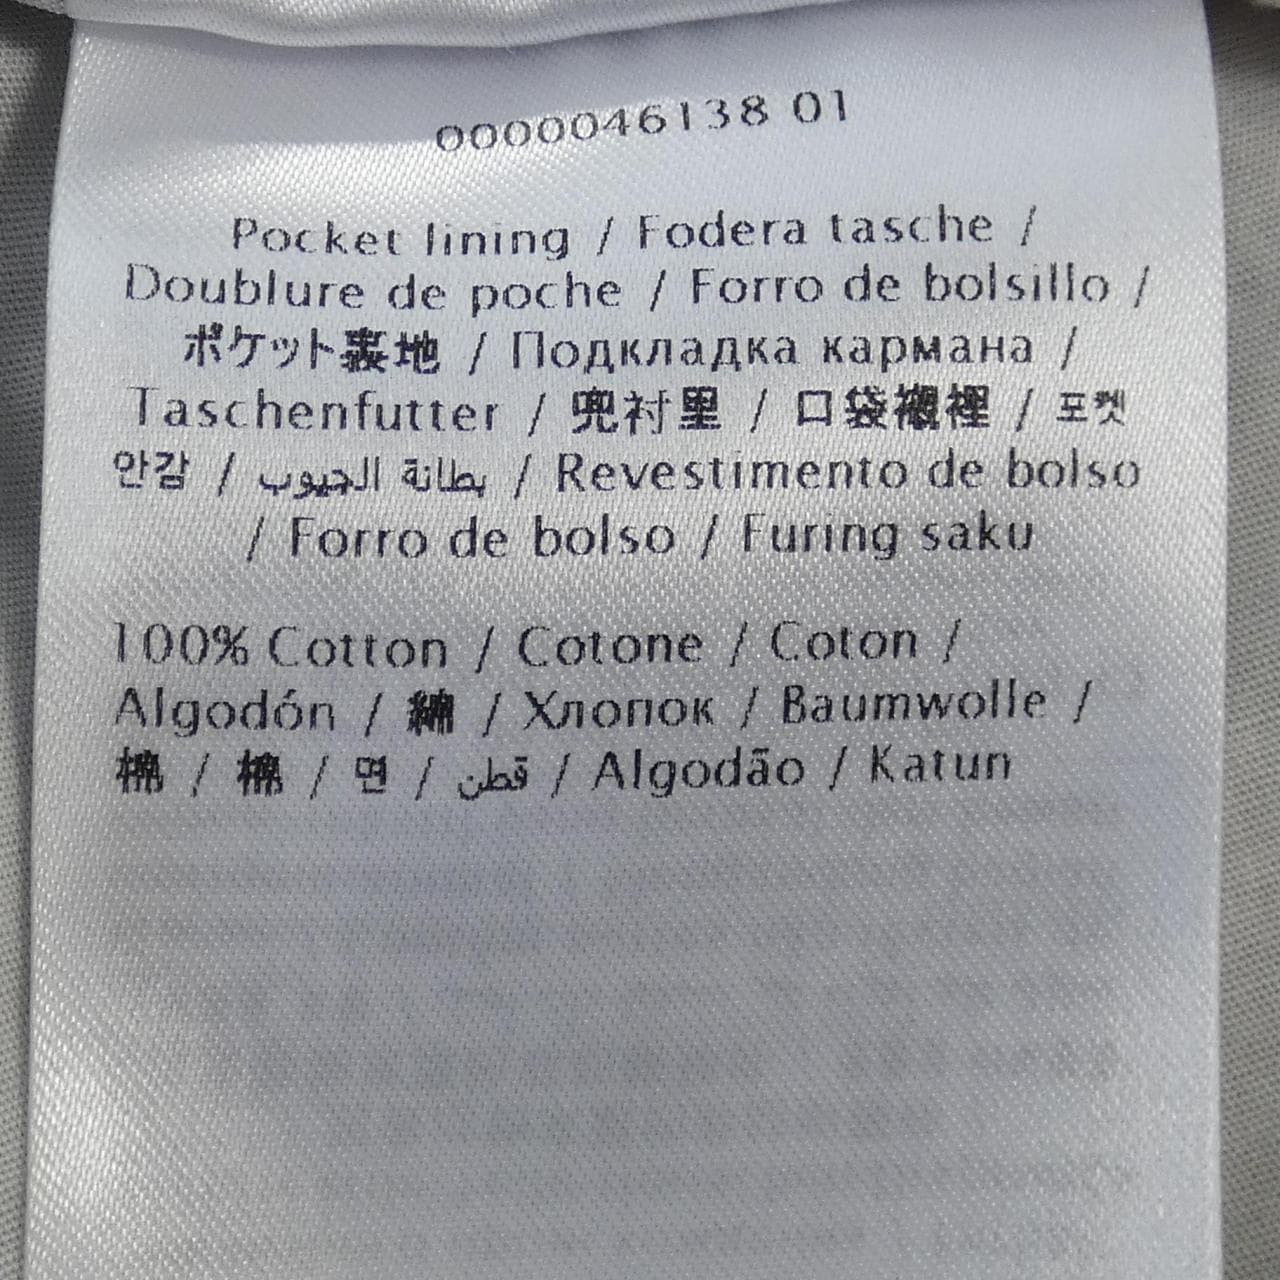 0000046138 01
Pocket lining / Fodera tasche /
Doublure de poche / Forro de bolsillo /
ポケット裏地 / Подкладка кармана /
Taschenfutter / 兜衬里 / 口袋襯裡 / 포켓
안감 / بطانة الجيوب / Revestimento de bolso
/ Forro de bolso / Furing saku
100% Cotton / Cotone / Coton /
Algodón / 綿 / Хлопок / Baumwolle /
棉 / 棉 / 면 / قطن / Algodão / Katun